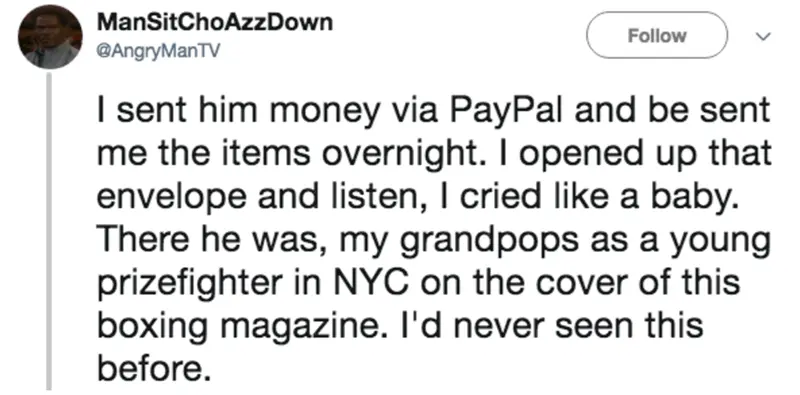 ManSitChoAzzDown
@AngryManTV
Follow
I sent him money via PayPal and be sent
me the items overnight. I opened up that
envelope and listen, I cried like a baby.
There he was, my grandpops as a young
prizefighter in NYC on the cover of this
boxing magazine. I'd never seen this
before.